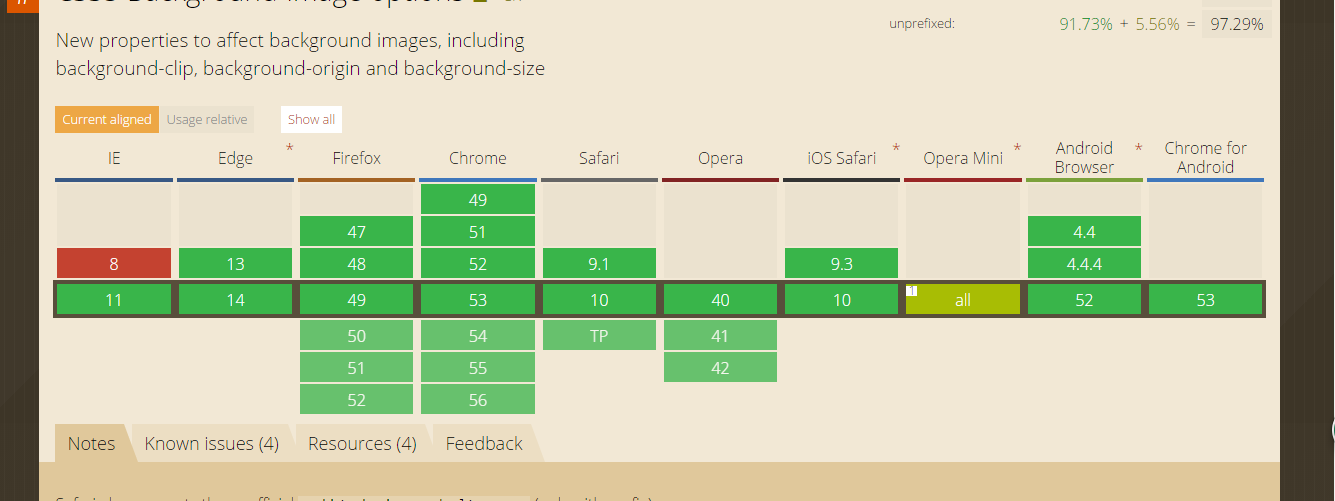 #
CSS3 Background-image options
unprefixed: 91.73% + 5.56% = 97.29%
New properties to affect background images, including
background-clip, background-origin and background-size
Current aligned Usage relative Show all
IE Edge * Firefox Chrome Safari Opera iOS Safari * Opera Mini * Android Browser * Chrome for Android
49
47 51 4.4
8 13 48 52 9.1 9.3 4.4.4
11 14 49 53 10 40 10 1 all 52 53
50 54 TP 41
51 55 42
52 56
Notes Known issues (4) Resources (4) Feedback